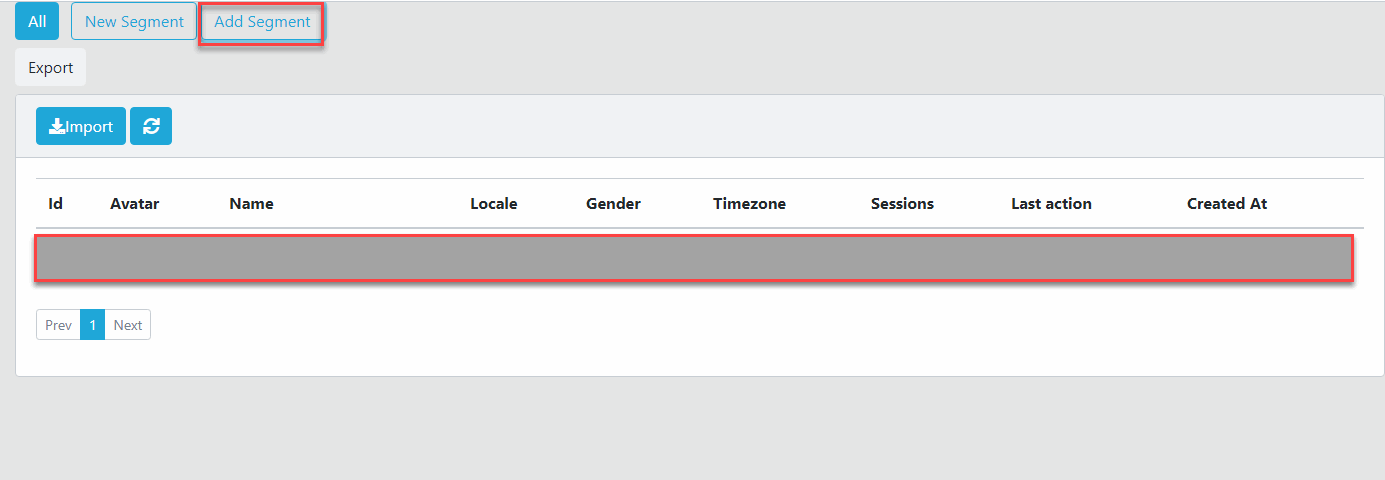 All New Segment Add Segment
Export
Import
Id Avatar Name Locale Gender Timezone Sessions Last action Created At
Prev 1 Next